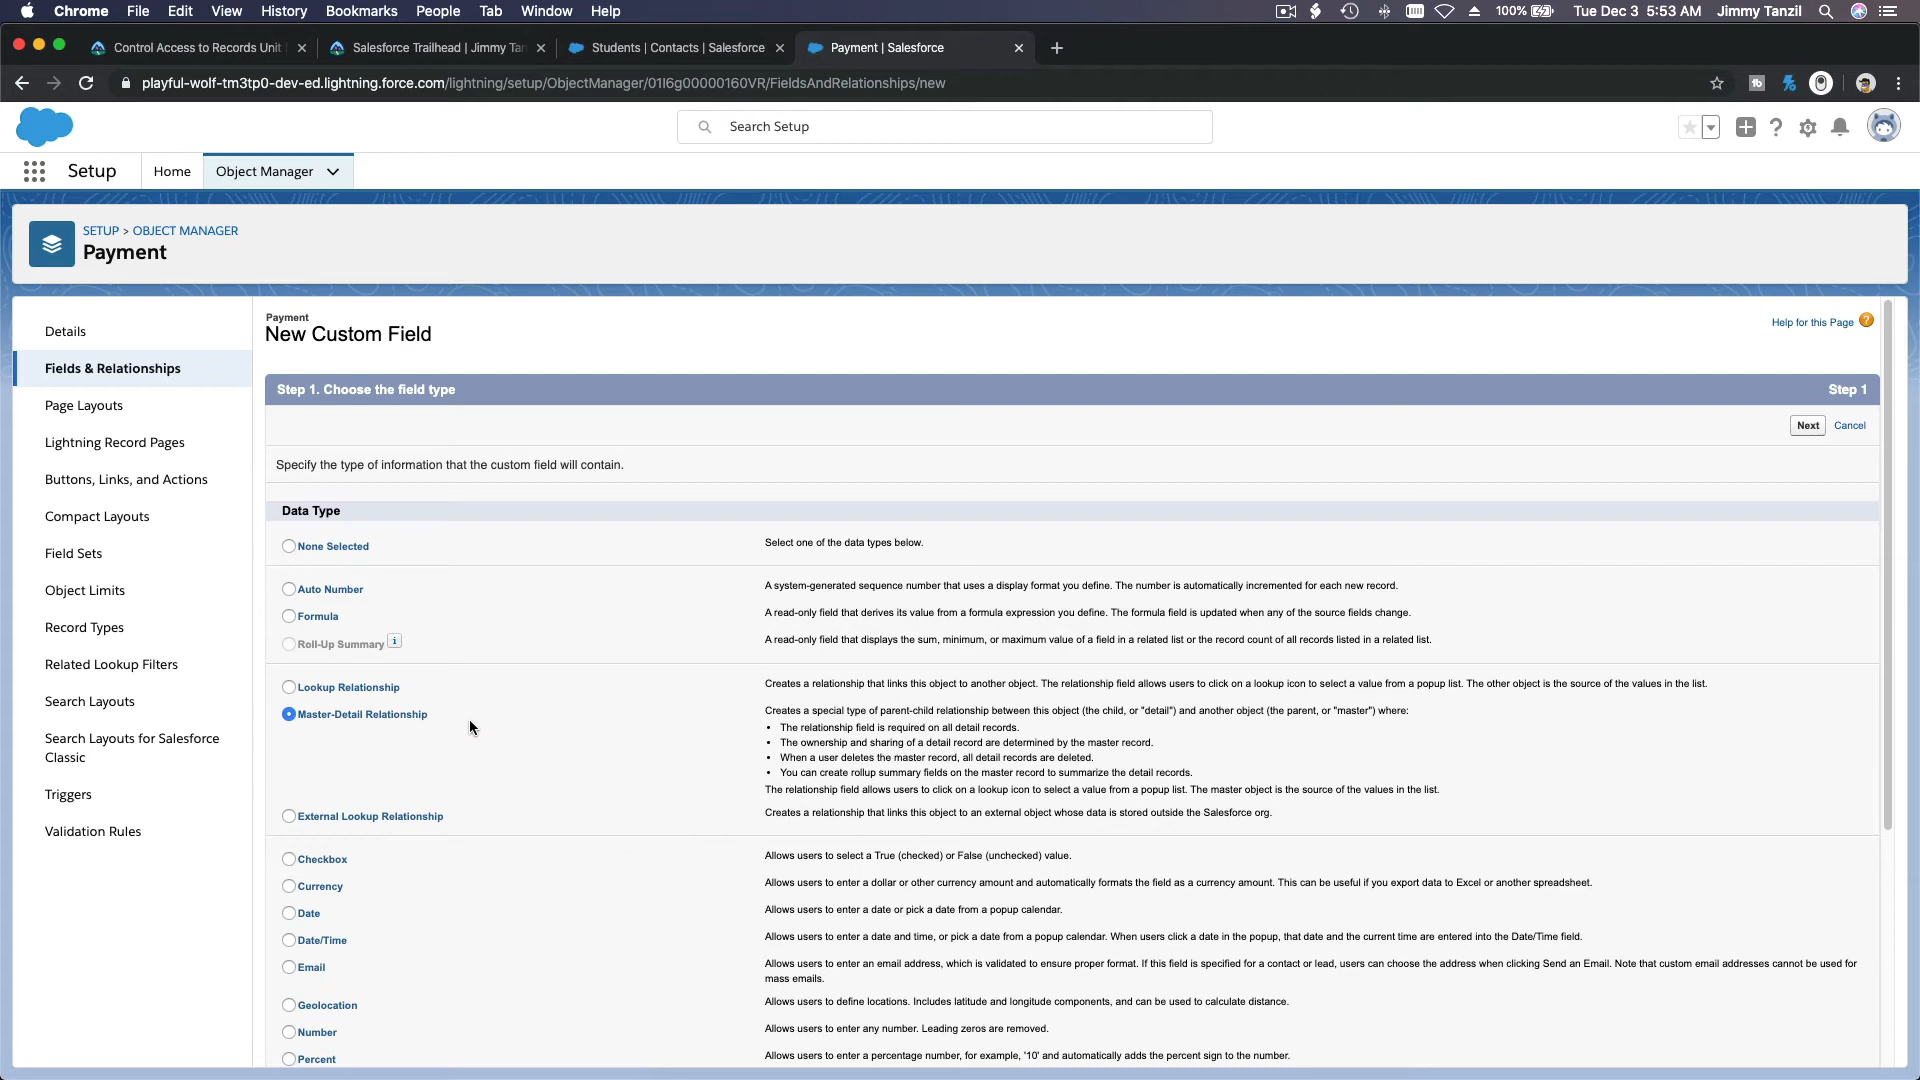 Chrome File Edit View History Bookmarks People Tab Window Help
100% Tue Dec 3 5:53 AM Jimmy Tanzil
Control Access to Records Unit
Salesforce Trailhead | Jimmy Tan
Students | Contacts | Salesforce
Payment | Salesforce
playful-wolf-tm3tp0-dev-ed.lightning.force.com/lightning/setup/ObjectManager/01I6g00000160VR/FieldsAndRelationships/new
Search Setup
Setup
Home
Object Manager
SETUP > OBJECT MANAGER
Payment
Details
Fields & Relationships
Page Layouts
Lightning Record Pages
Buttons, Links, and Actions
Compact Layouts
Field Sets
Object Limits
Record Types
Related Lookup Filters
Search Layouts
Search Layouts for Salesforce
Classic
Triggers
Validation Rules
Payment
New Custom Field
Help for this Page ?
Step 1. Choose the field type
Step 1
Next Cancel
Specify the type of information that the custom field will contain.
Data Type
None Selected
Select one of the data types below.
Auto Number
A system-generated sequence number that uses a display format you define. The number is automatically incremented for each new record.
Formula
A read-only field that derives its value from a formula expression you define. The formula field is updated when any of the source fields change.
Roll-Up Summary i
A read-only field that displays the sum, minimum, or maximum value of a field in a related list or the record count of all records listed in a related list.
Lookup Relationship
Creates a relationship that links this object to another object. The relationship field allows users to click on a lookup icon to select a value from a popup list. The other object is the source of the values in the list.
Master-Detail Relationship
Creates a special type of parent-child relationship between this object (the child, or "detail") and another object (the parent, or "master") where:
• The relationship field is required on all detail records.
• The ownership and sharing of a detail record are determined by the master record.
• When a user deletes the master record, all detail records are deleted.
• You can create rollup summary fields on the master record to summarize the detail records.
The relationship field allows users to click on a lookup icon to select a value from a popup list. The master object is the source of the values in the list.
External Lookup Relationship
Creates a relationship that links this object to an external object whose data is stored outside the Salesforce org.
Checkbox
Allows users to select a True (checked) or False (unchecked) value.
Currency
Allows users to enter a dollar or other currency amount and automatically formats the field as a currency amount. This can be useful if you export data to Excel or another spreadsheet.
Date
Allows users to enter a date or pick a date from a popup calendar.
Date/Time
Allows users to enter a date and time, or pick a date from a popup calendar. When users click a date in the popup, that date and the current time are entered into the Date/Time field.
Email
Allows users to enter an email address, which is validated to ensure proper format. If this field is specified for a contact or lead, users can choose the address when clicking Send an Email. Note that custom email addresses cannot be used for
mass emails.
Geolocation
Allows users to define locations. Includes latitude and longitude components, and can be used to calculate distance.
Number
Allows users to enter any number. Leading zeros are removed.
Percent
Allows users to enter a percentage number, for example, '10' and automatically adds the percent sign to the number.